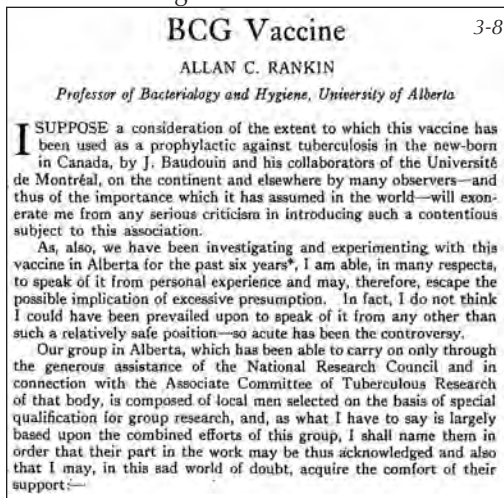 BCG Vaccine
3-8
ALLAN C. RANKIN
Professor of Bacteriology and Hygiene, University of Alberta
I SUPPOSE a consideration of the extent to which this vaccine has
been used as a prophylactic against tuberculosis in the new-born
in Canada, by J. Baudouin and his collaborators of the Université
de Montréal, on the continent and elsewhere by many observers—and
thus of the importance which it has assumed in the world—will exon-
erate me from any serious criticism in introducing such a contentious
subject to this association.
As, also, we have been investigating and experimenting with this
vaccine in Alberta for the past six years*, I am able, in many respects,
to speak of it from personal experience and may, therefore, escape the
possible implication of excessive presumption. In fact, I do not think
I could have been prevailed upon to speak of it from any other than
such a relatively safe position—so acute has been the controversy.
Our group in Alberta, which has been able to carry on only through
the generous assistance of the National Research Council and in
connection with the Associate Committee of Tuberculous Research
of that body, is composed of local men selected on the basis of special
qualification for group research, and, as what I have to say is largely
based upon the combined efforts of this group, I shall name them in
order that their part in the work may be thus acknowledged and also
that I may, in this sad world of doubt, acquire the comfort of their
support:—